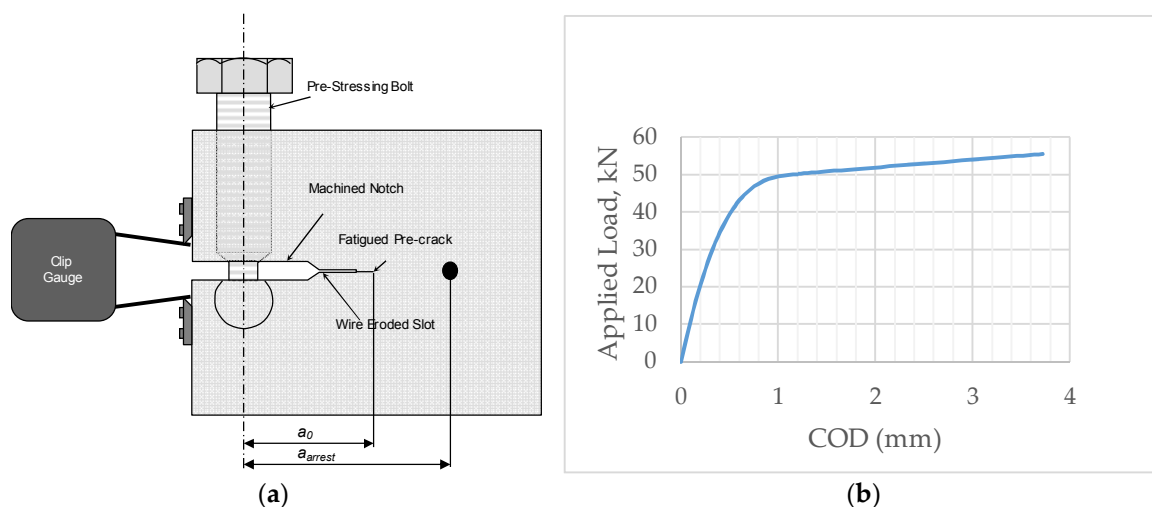 Pre-Stressing Bolt
Machined Notch
Fatigued Pre-crack
Clip
Gauge
Wire Eroded Slot
a0
aarrest
(a)
Applied Load, kN
60
50
40
30
20
10
0
0 1 2 3 4
COD (mm)
(b)